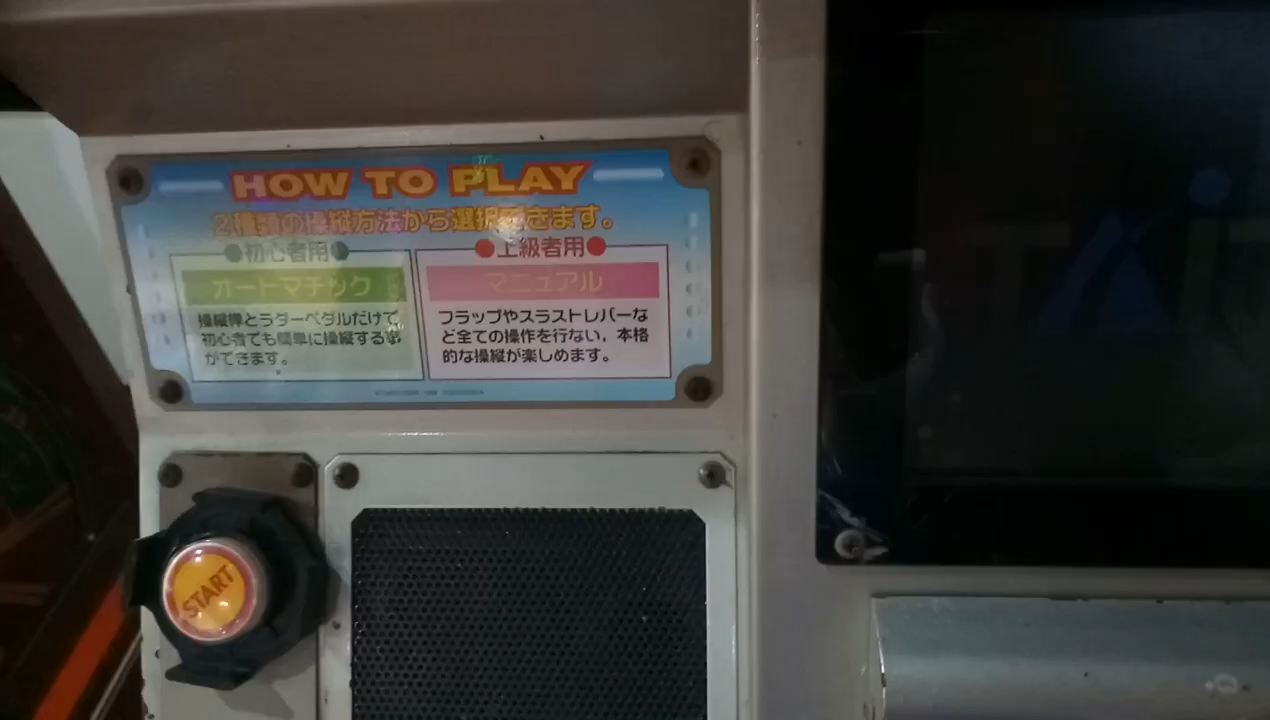 HOW TO PLAY
2種類の操縦方法から選択できます。
●初心者用●
オートマチック
操縦桿とラダーペダルだけで
初心者でも簡単に操縦する事
ができます。
●上級者用●
マニュアル
フラップやスラストレバーな
ど全ての操作を行ない，本格
的な操縦が楽しめます。
START